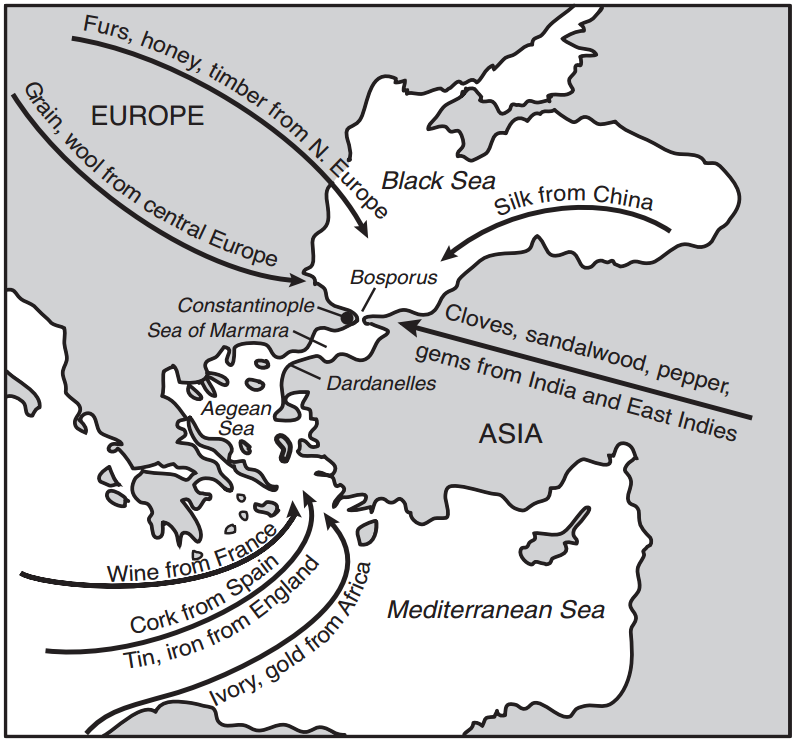 Furs, honey, timber from N. Europe
Grain, wool from central Europe
EUROPE
Black Sea
Silk from China
Bosporus
Constantinople
Sea of Marmara
Cloves, sandalwood, pepper,
gems from India and East Indies
Dardanelles
Aegean
Sea
ASIA
Wine from France
Cork from Spain
Tin, iron from England
Ivory, gold from Africa
Mediterranean Sea